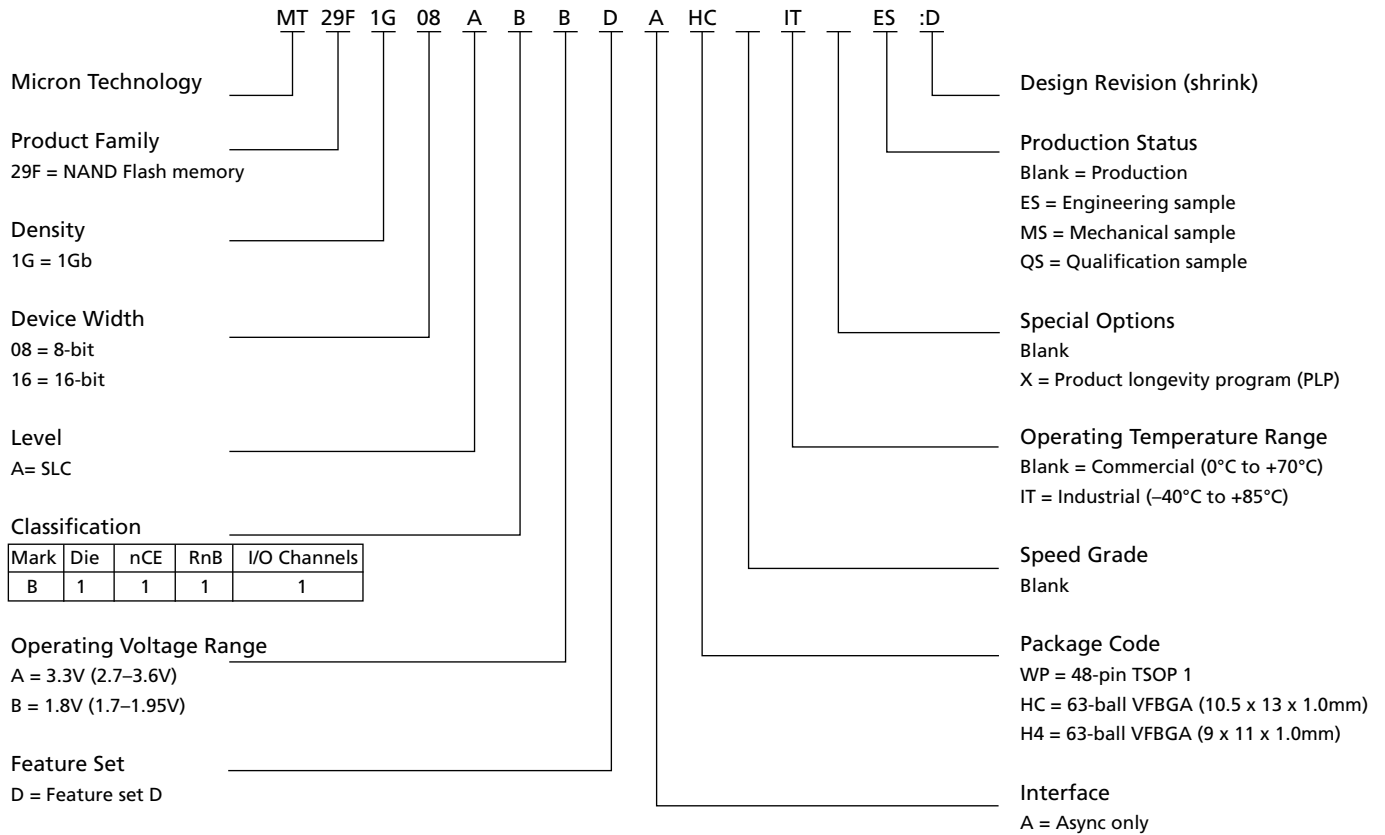 MT 29F 1G 08 A B B D A HC IT ES :D
Micron Technology
Product Family
29F = NAND Flash memory
Density
1G = 1Gb
Device Width
08 = 8-bit
16 = 16-bit
Level
A= SLC
Classification
Mark Die nCE RnB I/O Channels
B 1 1 1 1
Operating Voltage Range
A = 3.3V (2.7–3.6V)
B = 1.8V (1.7–1.95V)
Feature Set
D = Feature set D
Design Revision (shrink)
Production Status
Blank = Production
ES = Engineering sample
MS = Mechanical sample
QS = Qualification sample
Special Options
Blank
X = Product longevity program (PLP)
Operating Temperature Range
Blank = Commercial (0°C to +70°C)
IT = Industrial (–40°C to +85°C)
Speed Grade
Blank
Package Code
WP = 48-pin TSOP 1
HC = 63-ball VFBGA (10.5 x 13 x 1.0mm)
H4 = 63-ball VFBGA (9 x 11 x 1.0mm)
Interface
A = Async only